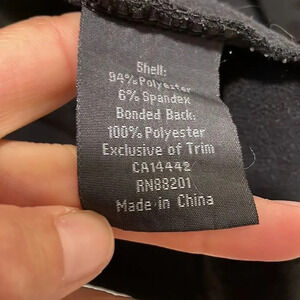 Shell:
94% Polyester
6% Spandex
Bonded Back:
100% Polyester
Exclusive of Trim
CA14442
RN88201
Made in China